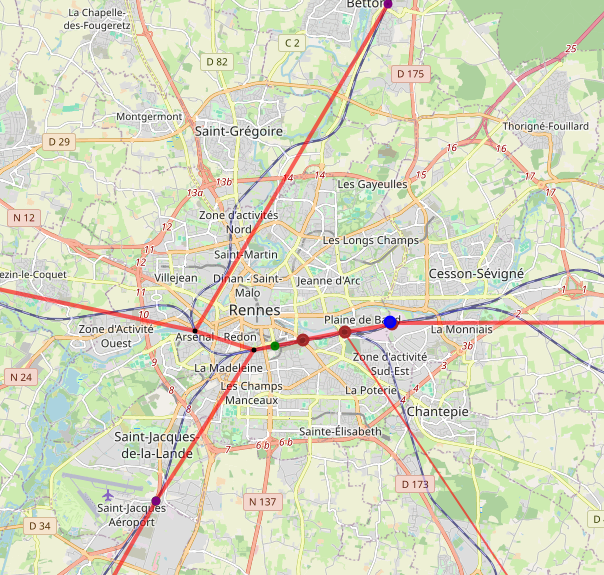 Betton
La Chapelle-
des-Fougeretz
C 2
25
D 82
D 175
Montgermont
Saint-Grégoire
Thorigné-Fouillard
D 29
16
15
16
17
14
14
13b
13a
Les Gayeulles
17
N 12
Zone d'activités
Nord
12
Les Longs Champs
Saint-Martin
11
Cesson-Sévigné
Villejean
Dinan - Saint-
Malo
Jeanne d'Arc
ezin-le-Coquet
10
1
1
Rennes
Plaine de Baud
Zone d'Activité
Ouest
Arsenal
Redon
La Monniais
3b
9
La Madeleine
Zone d'activité
Sud-Est
N 24
8
8
Les Champs
Manceaux
La Poterie
3
Chantepie
Saint-Jacques-
de-la-Lande
Sainte-Élisabeth
7
6 b
6 b
D 173
N 137
Saint-Jacques
Aéroport
D 34
D